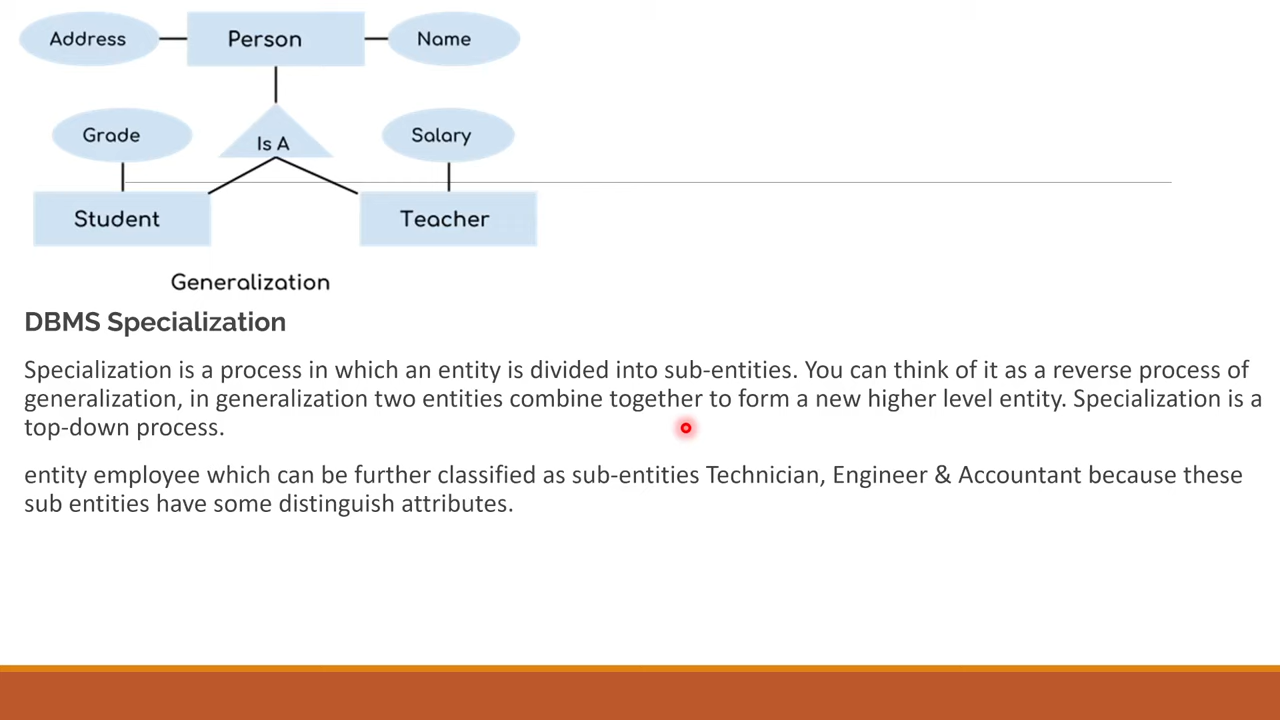 Address Person Name
Grade Is A Salary
Student Teacher
Generalization
DBMS Specialization
Specialization is a process in which an entity is divided into sub-entities. You can think of it as a reverse process of
generalization, in generalization two entities combine together to form a new higher level entity. Specialization is a
top-down process.
entity employee which can be further classified as sub-entities Technician, Engineer & Accountant because these
sub entities have some distinguish attributes.